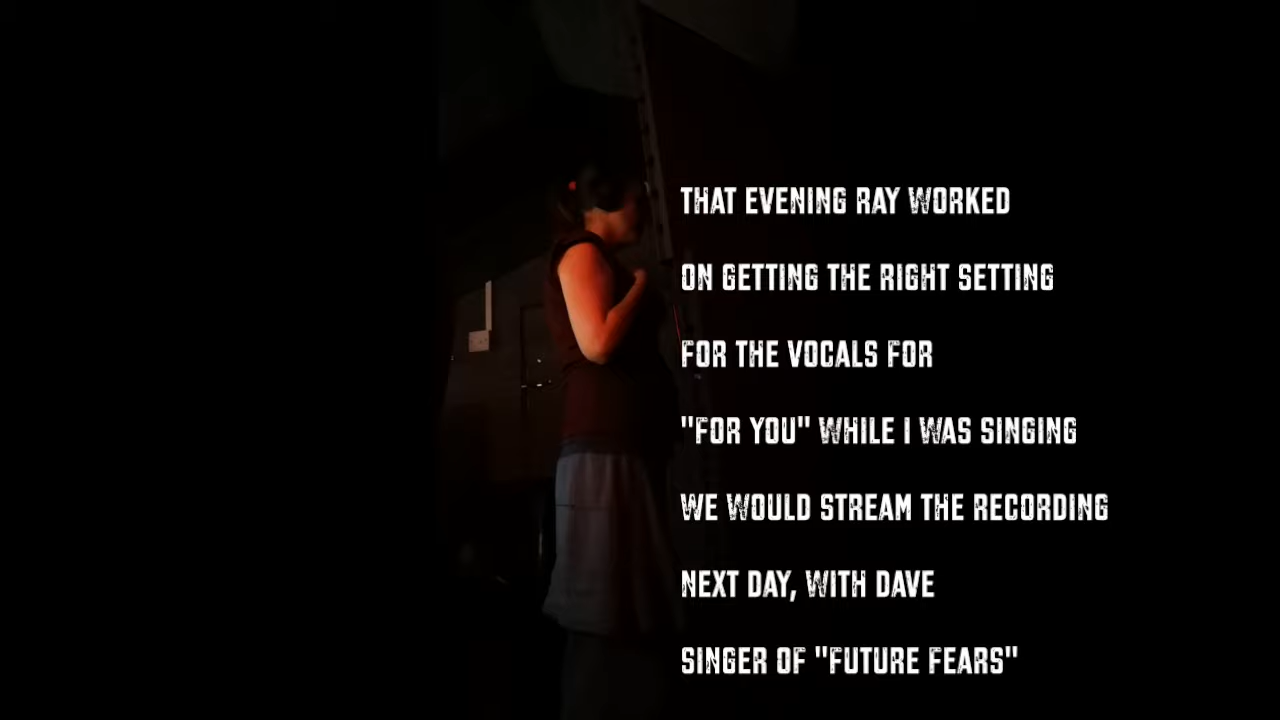 THAT EVENING RAY WORKED
ON GETTING THE RIGHT SETTING
FOR THE VOCALS FOR
"FOR YOU" WHILE I WAS SINGING
WE WOULD STREAM THE RECORDING
NEXT DAY, WITH DAVE
SINGER OF "FUTURE FEARS"